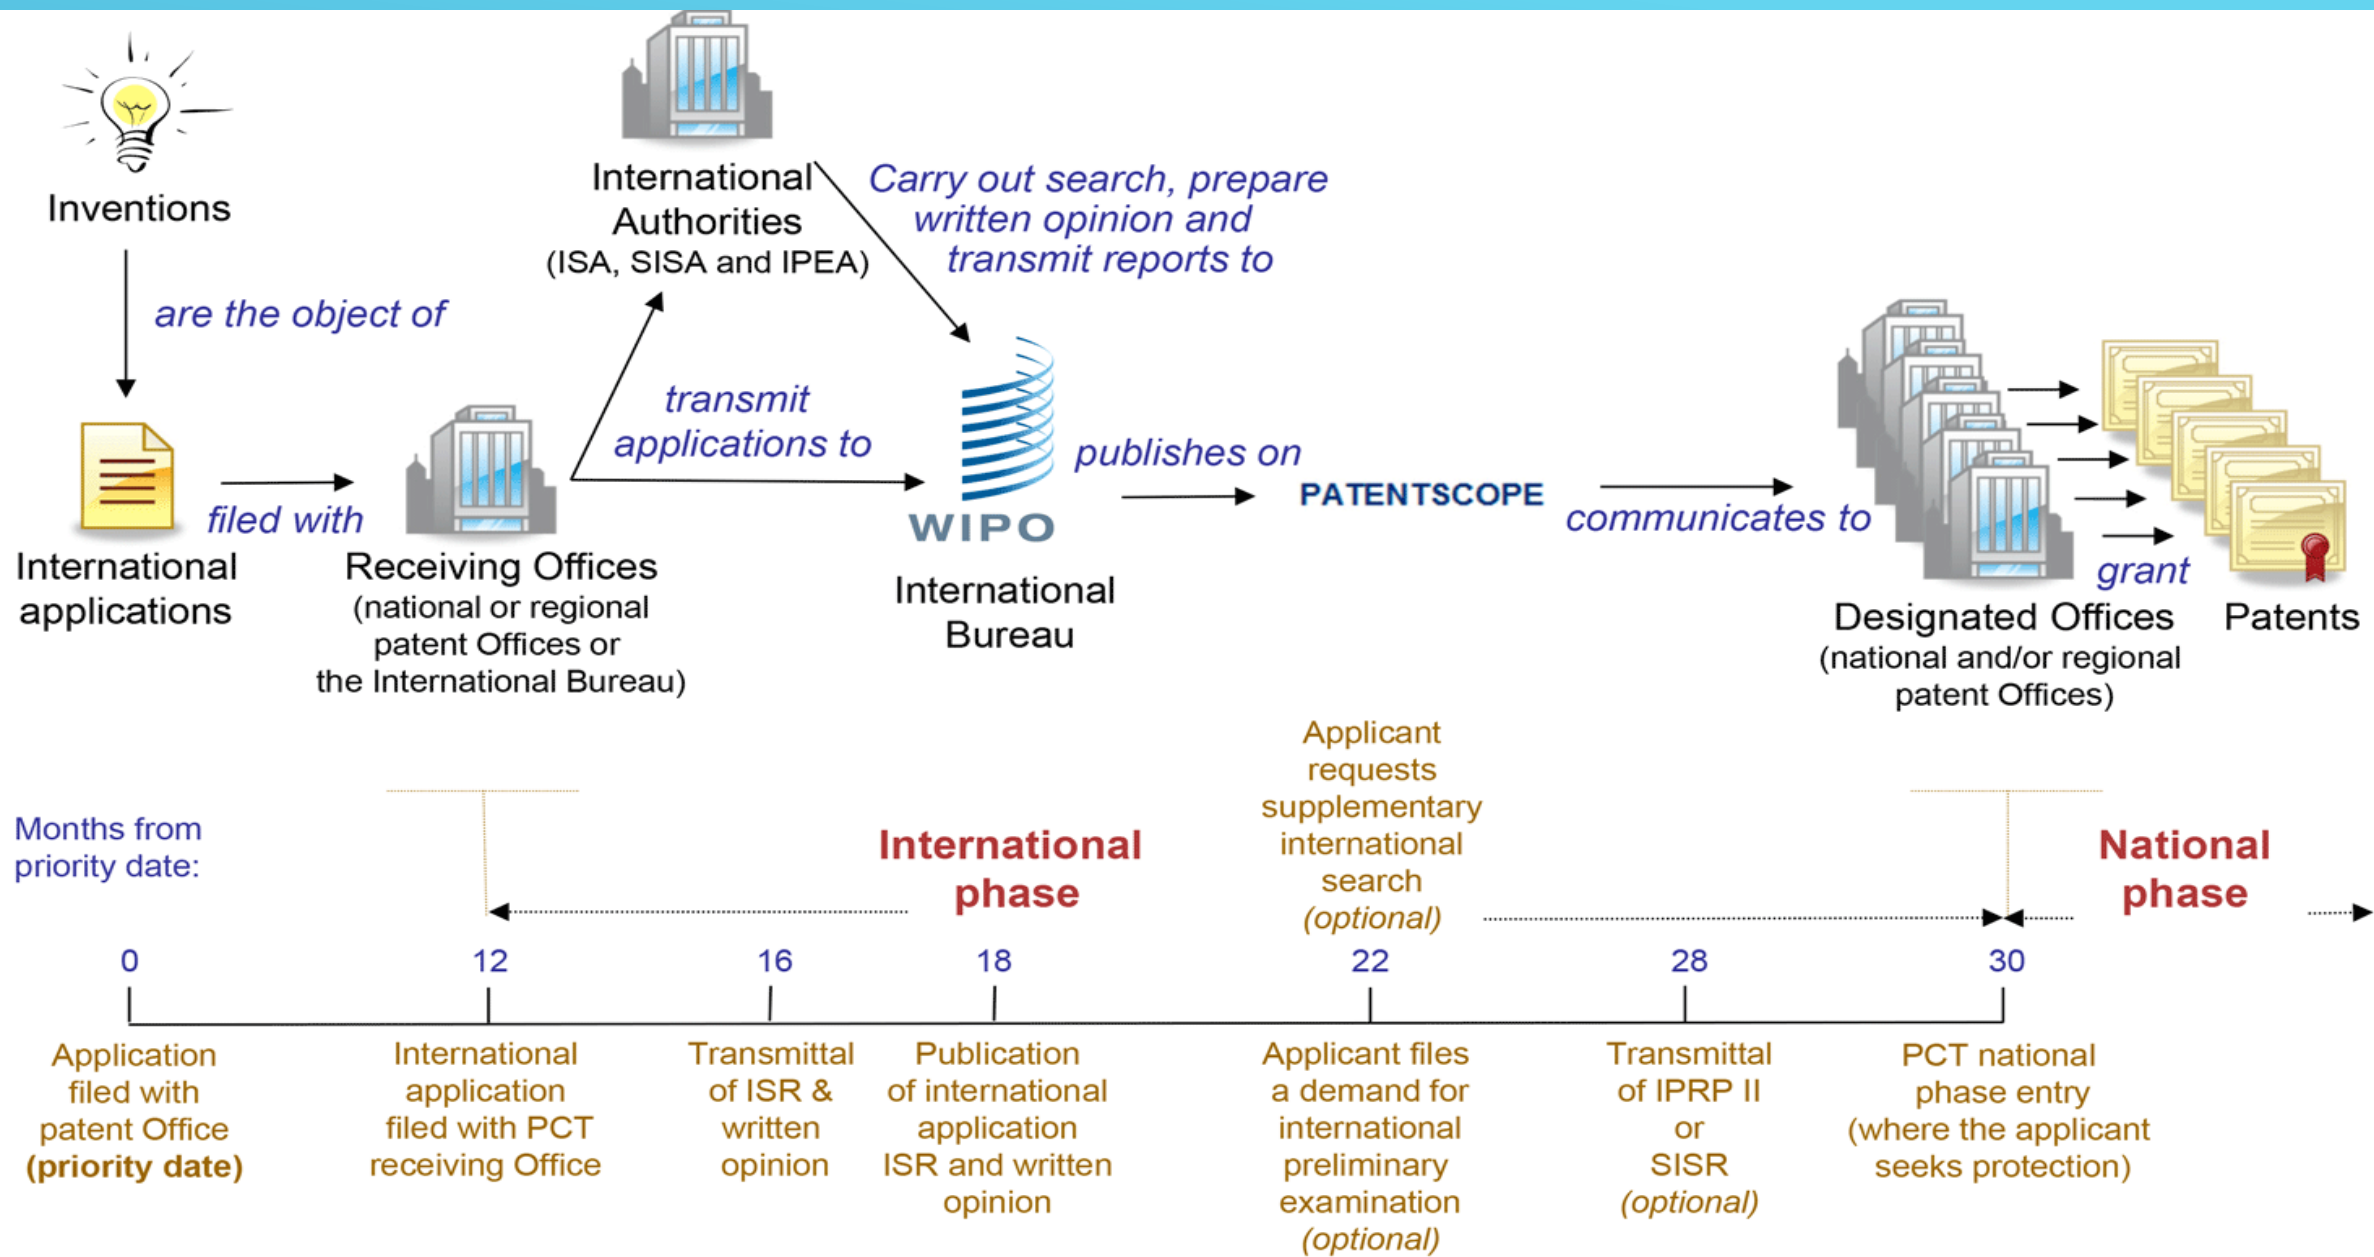 Inventions
are the object of
International
applications
filed with
Receiving Offices
(national or regional
patent Offices or
the International Bureau)
transmit
applications to
International
Authorities
(ISA, SISA and IPEA)
Carry out search, prepare
written opinion and
transmit reports to
WIPO
International
Bureau
publishes on
PATENTSCOPE
communicates to
Designated Offices
(national and/or regional
patent Offices)
grant
Patents
Months from
priority date:
International
phase
Applicant
requests
supplementary
international
search
(optional)
National
phase
0
12
16
18
22
28
30
Application
filed with
patent Office
(priority date)
International
application
filed with PCT
receiving Office
Transmittal
of ISR &
written
opinion
Publication
of international
application
ISR and written
opinion
Applicant files
a demand for
international
preliminary
examination
(optional)
Transmittal
of IPRP II
or
SISR
(optional)
PCT national
phase entry
(where the applicant
seeks protection)